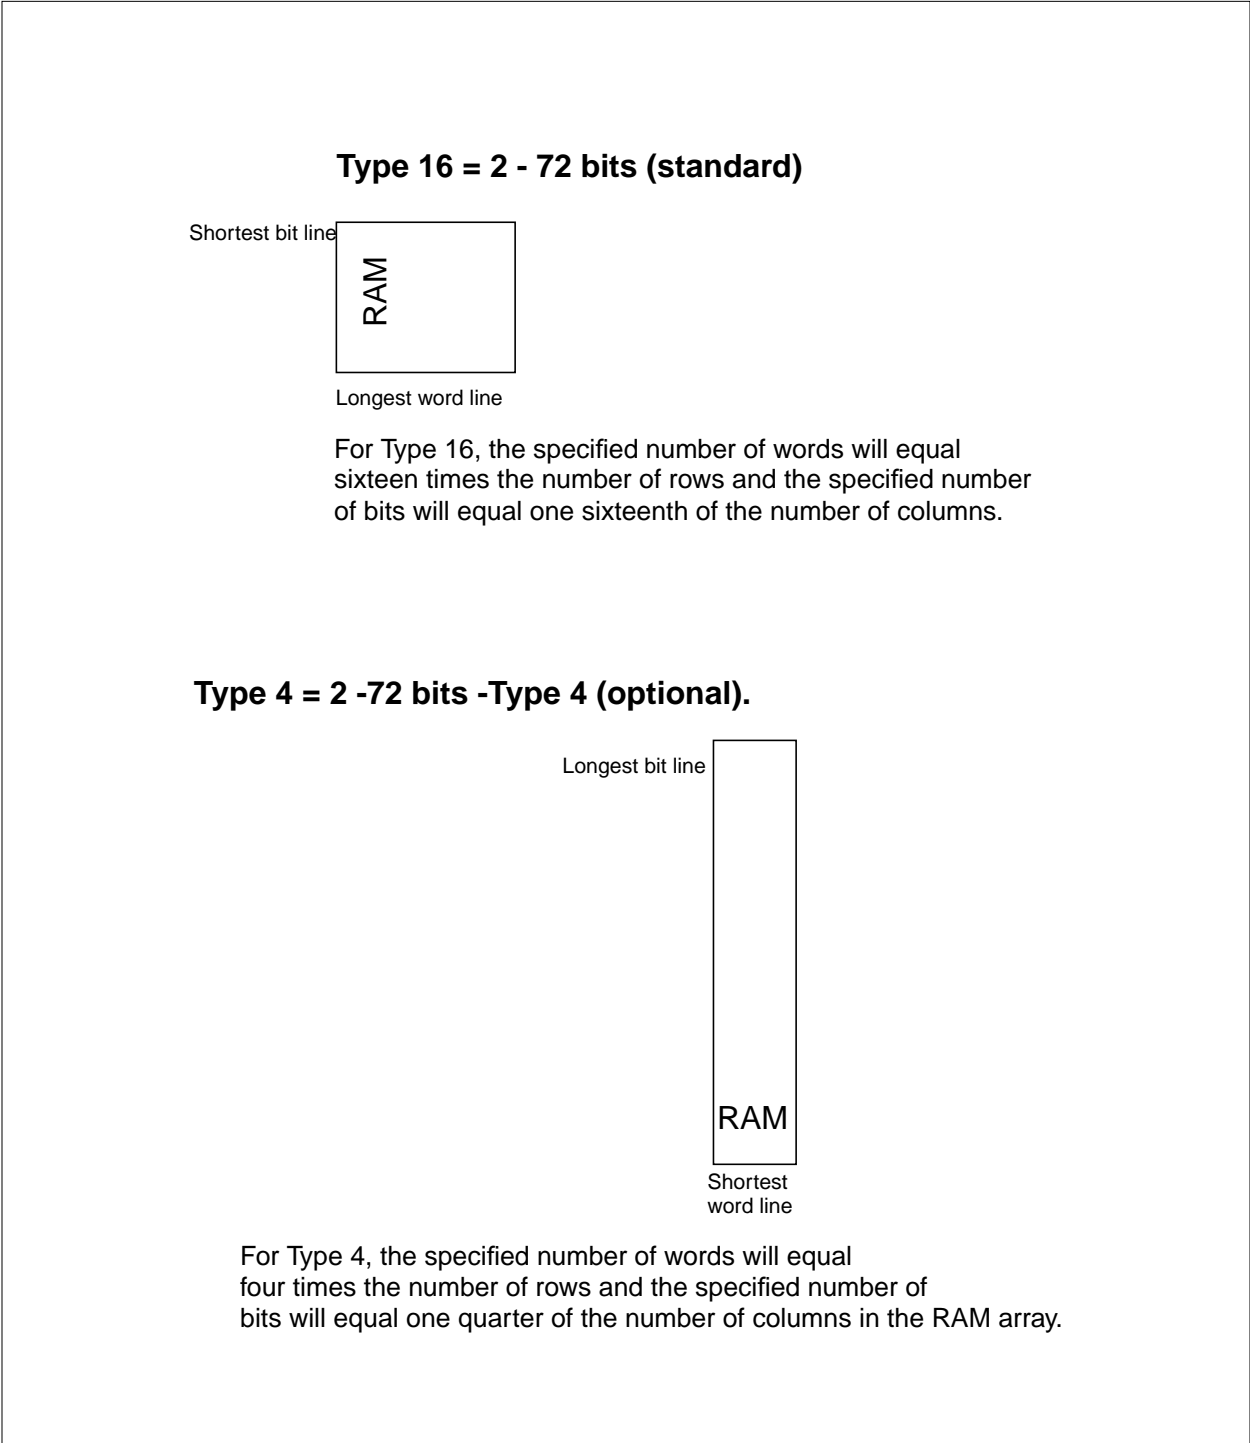 Type 16 = 2 - 72 bits (standard)
Shortest bit line
RAM
Longest word line
For Type 16, the specified number of words will equal
sixteen times the number of rows and the specified number
of bits will equal one sixteenth of the number of columns.
Type 4 = 2 -72 bits -Type 4 (optional).
Longest bit line
RAM
Shortest
word line
For Type 4, the specified number of words will equal
four times the number of rows and the specified number of
bits will equal one quarter of the number of columns in the RAM array.